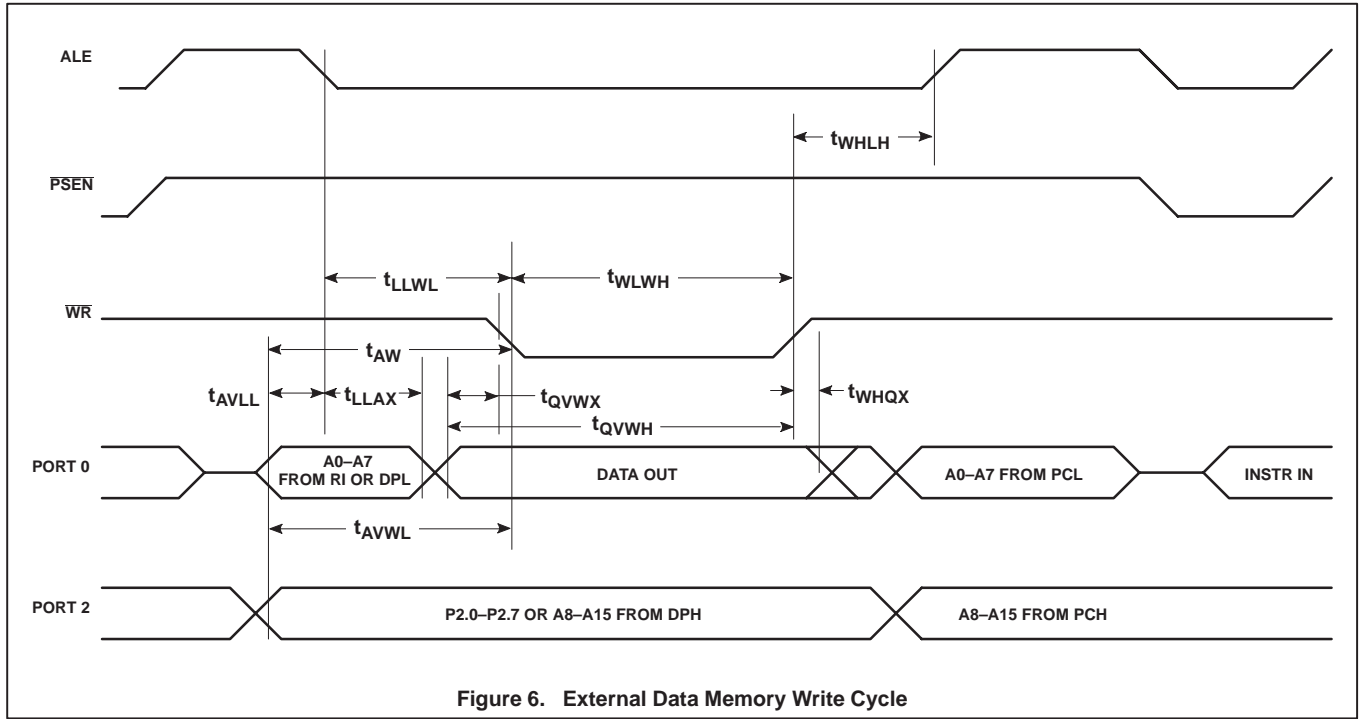 ALE
tWHLH
PSEN
tLLWL
tWLWH
WR
tAW
tAVLL
tLLAX
tQVWX
tWHQX
tQVWH
PORT 0
A0–A7
FROM RI OR DPL
DATA OUT
A0–A7 FROM PCL
INSTR IN
tAVWL
PORT 2
P2.0–P2.7 OR A8–A15 FROM DPH
A8–A15 FROM PCH
Figure 6. External Data Memory Write Cycle